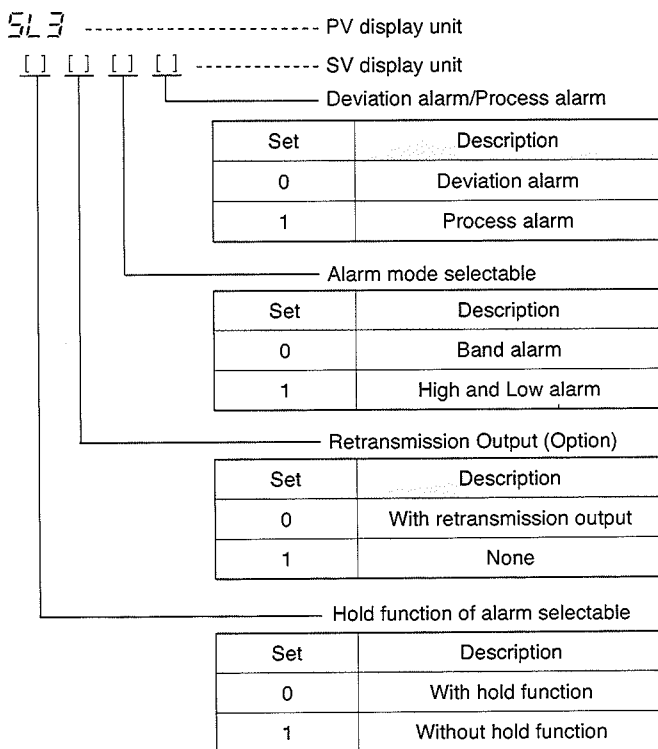 SL3 PV display unit
[ ] [ ] [ ] [ ] SV display unit
Deviation alarm/Process alarm
Set Description
0 Deviation alarm
1 Process alarm
Alarm mode selectable
Set Description
0 Band alarm
1 High and Low alarm
Retransmission Output (Option)
Set Description
0 With retransmission output
1 None
Hold function of alarm selectable
Set Description
0 With hold function
1 Without hold function